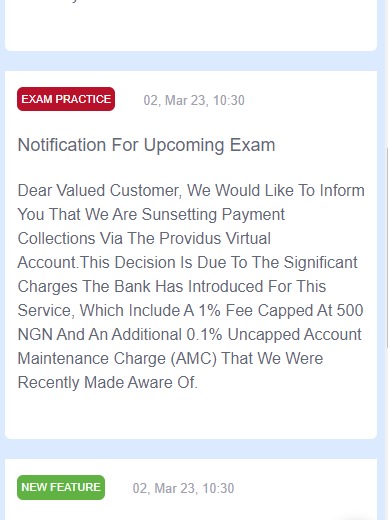 EXAM PRACTICE 02, Mar 23, 10:30
Notification For Upcoming Exam
Dear Valued Customer, We Would Like To Inform
You That We Are Sunsetting Payment
Collections Via The Providus Virtual
Account.This Decision Is Due To The Significant
Charges The Bank Has Introduced For This
Service, Which Include A 1% Fee Capped At 500
NGN And An Additional 0.1% Uncapped Account
Maintenance Charge (AMC) That We Were
Recently Made Aware Of.
NEW FEATURE 02, Mar 23, 10:30